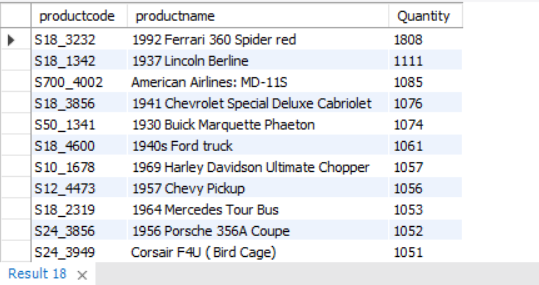 productcode productname Quantity
S18_3232 1992 Ferrari 360 Spider red 1808
S18_1342 1937 Lincoln Berline 1111
S700_4002 American Airlines: MD-11S 1085
S18_3856 1941 Chevrolet Special Deluxe Cabriolet 1076
S50_1341 1930 Buick Marquette Phaeton 1074
S18_4600 1940s Ford truck 1061
S10_1678 1969 Harley Davidson Ultimate Chopper 1057
S12_4473 1957 Chevy Pickup 1056
S18_2319 1964 Mercedes Tour Bus 1053
S24_3856 1956 Porsche 356A Coupe 1052
S24_3949 Corsair F4U ( Bird Cage) 1051
Result 18 ×